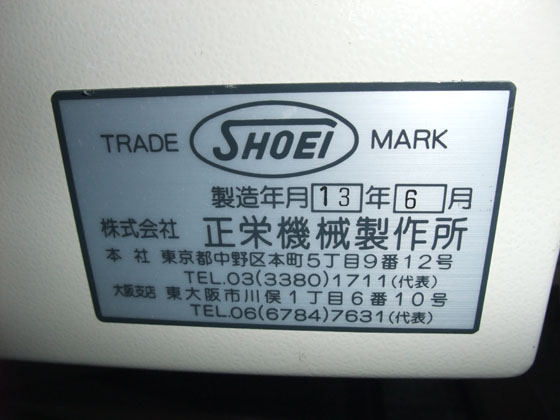 TRADE SHOEI MARK
製造年月 13 年 6 月
株式会社 正栄機械製作所
本社 東京都中野区本町5丁目9番12号
TEL.03(3380)1711(代表)
大阪支店 東大阪市川俣1丁目6番10号
TEL.06(6784)7631(代表)